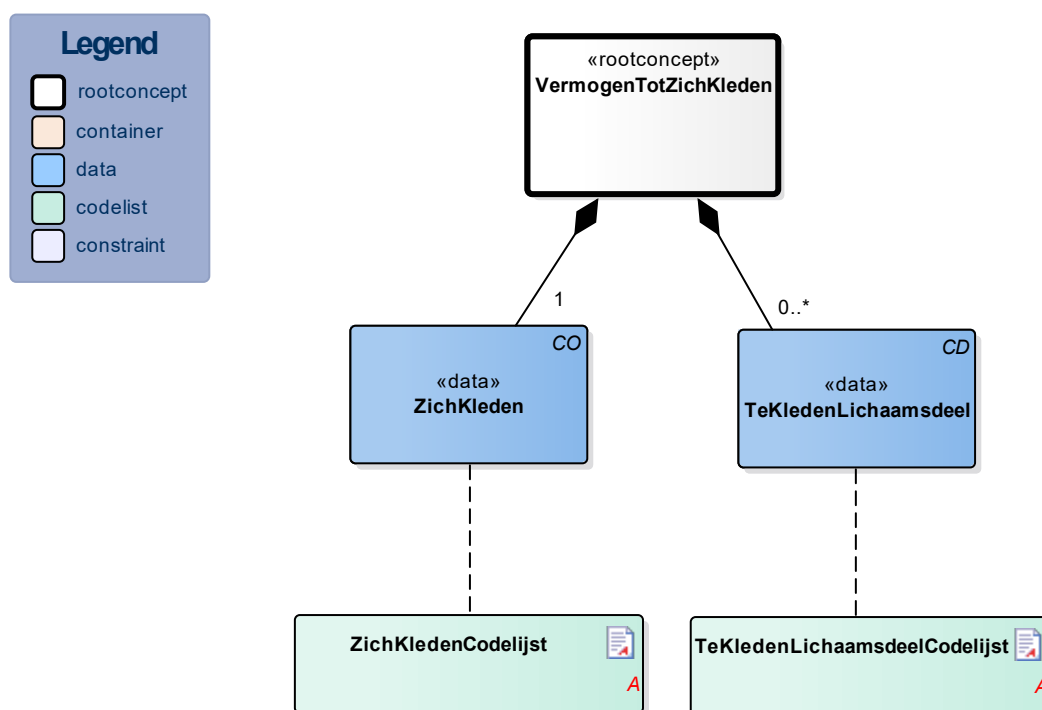 Legend
rootconcept
container
data
codelist
constraint
«rootconcept»
VermogenTotZichKleden
1
0..*
CO
«data»
ZichKleden
CD
«data»
TeKledenLichaamsdeel
ZichKledenCodelijst
A
TeKledenLichaamsdeelCodelijst
A